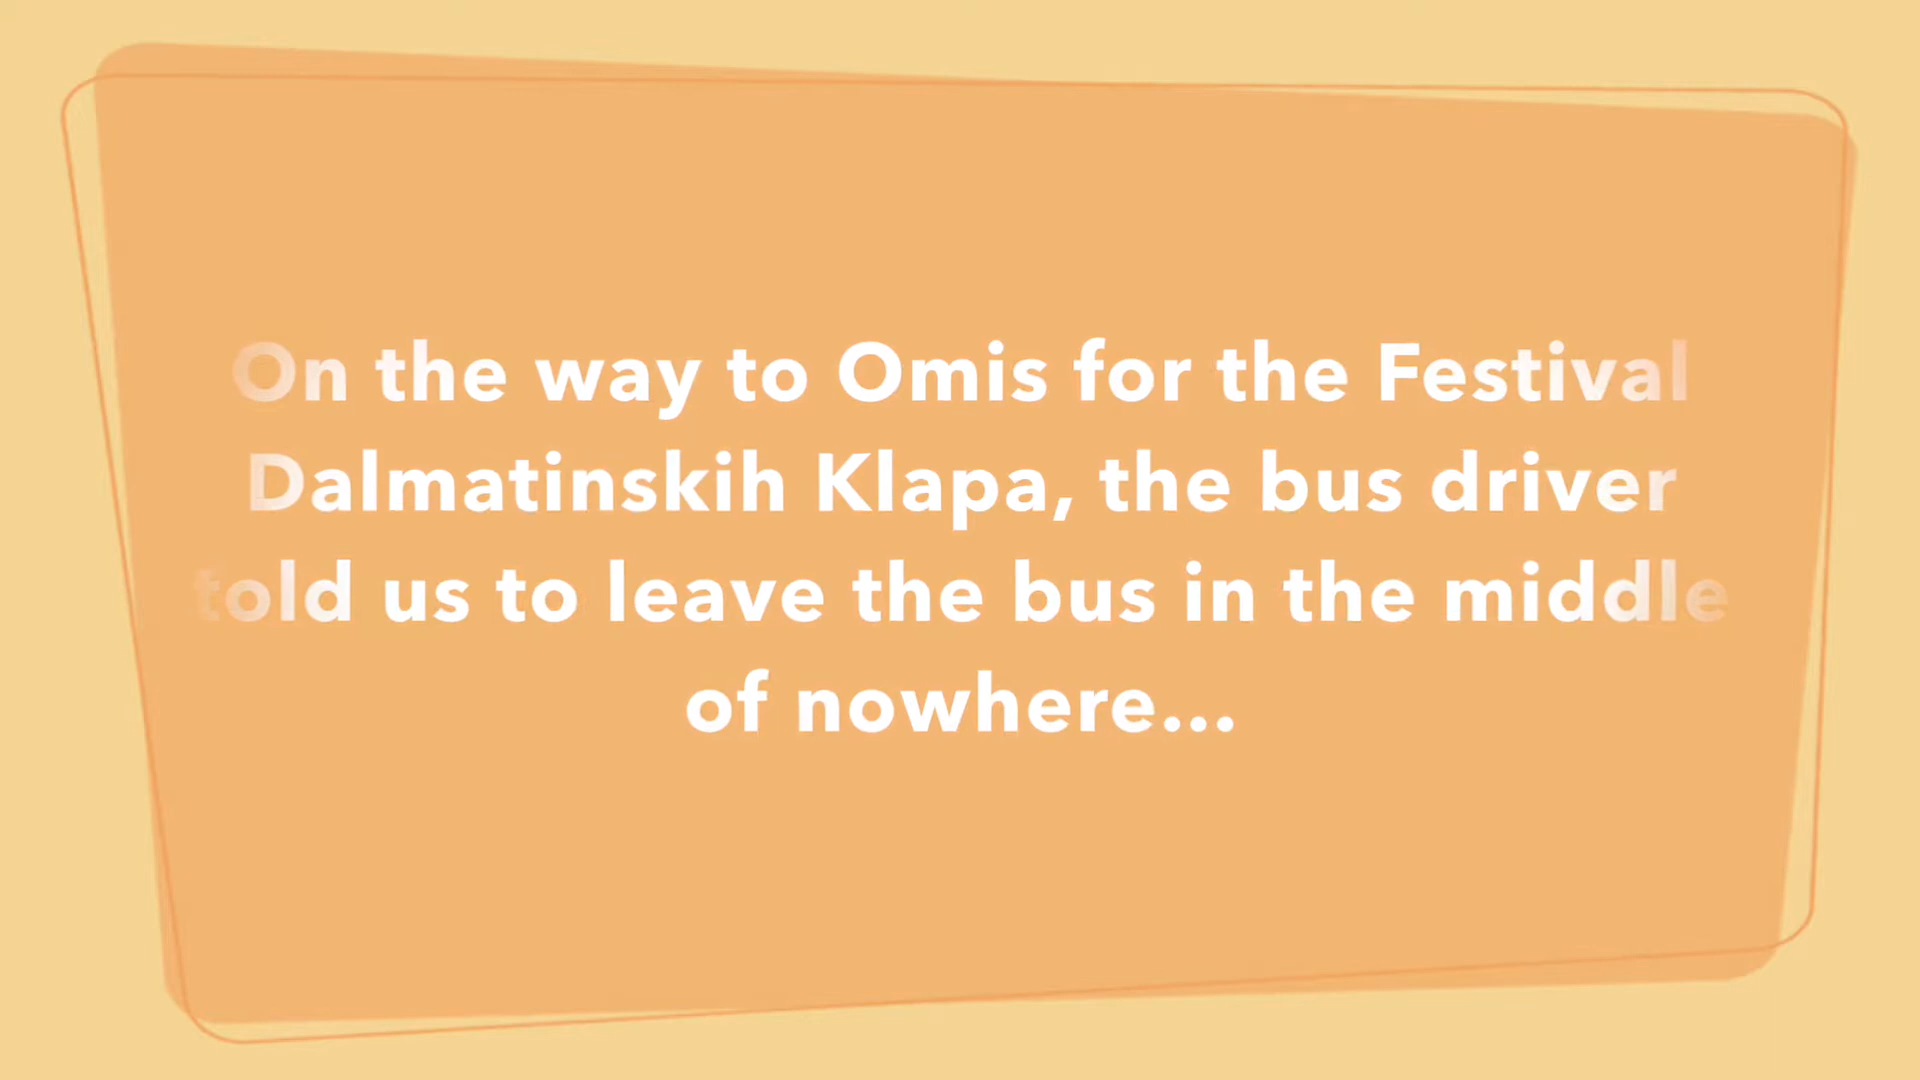 On the way to Omis for the Festival
Dalmatinskih Klapa, the bus driver
told us to leave the bus in the middle
of nowhere...